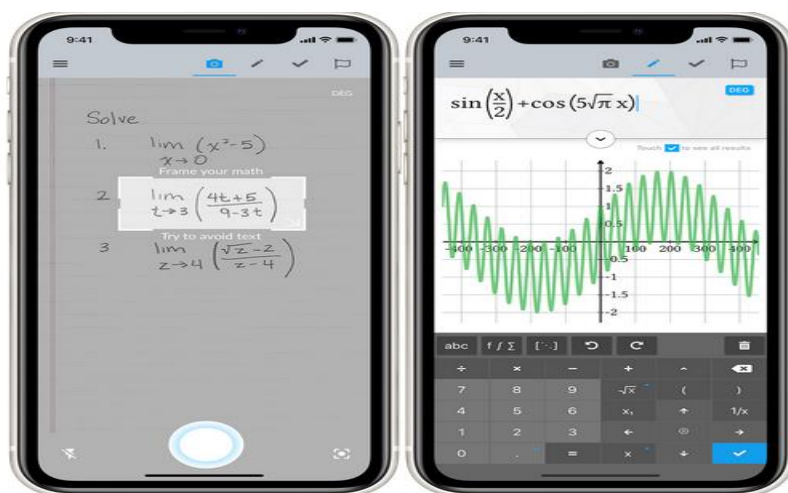 9:41
DEG
Solve
1. lim (x²-5)
x→0
Frame your math
2 lim (4t+5 / 9-3t)
t→3
Try to avoid text
3 lim (√z-2 / z-4)
z→4
9:41
sin(x/2)+cos(5√π x)
DEG
Touch to see all results
2
1.5
1
0.5
-400 -300 -200 -100 100 200 300 400
-0.5
-1
-1.5
-2
abc f∫Σ [∵]
÷ × − + ^
7 8 9 √x ( )
4 5 6 x₁ ↑ 1/x
1 2 3 ← →
0 . = x ↓